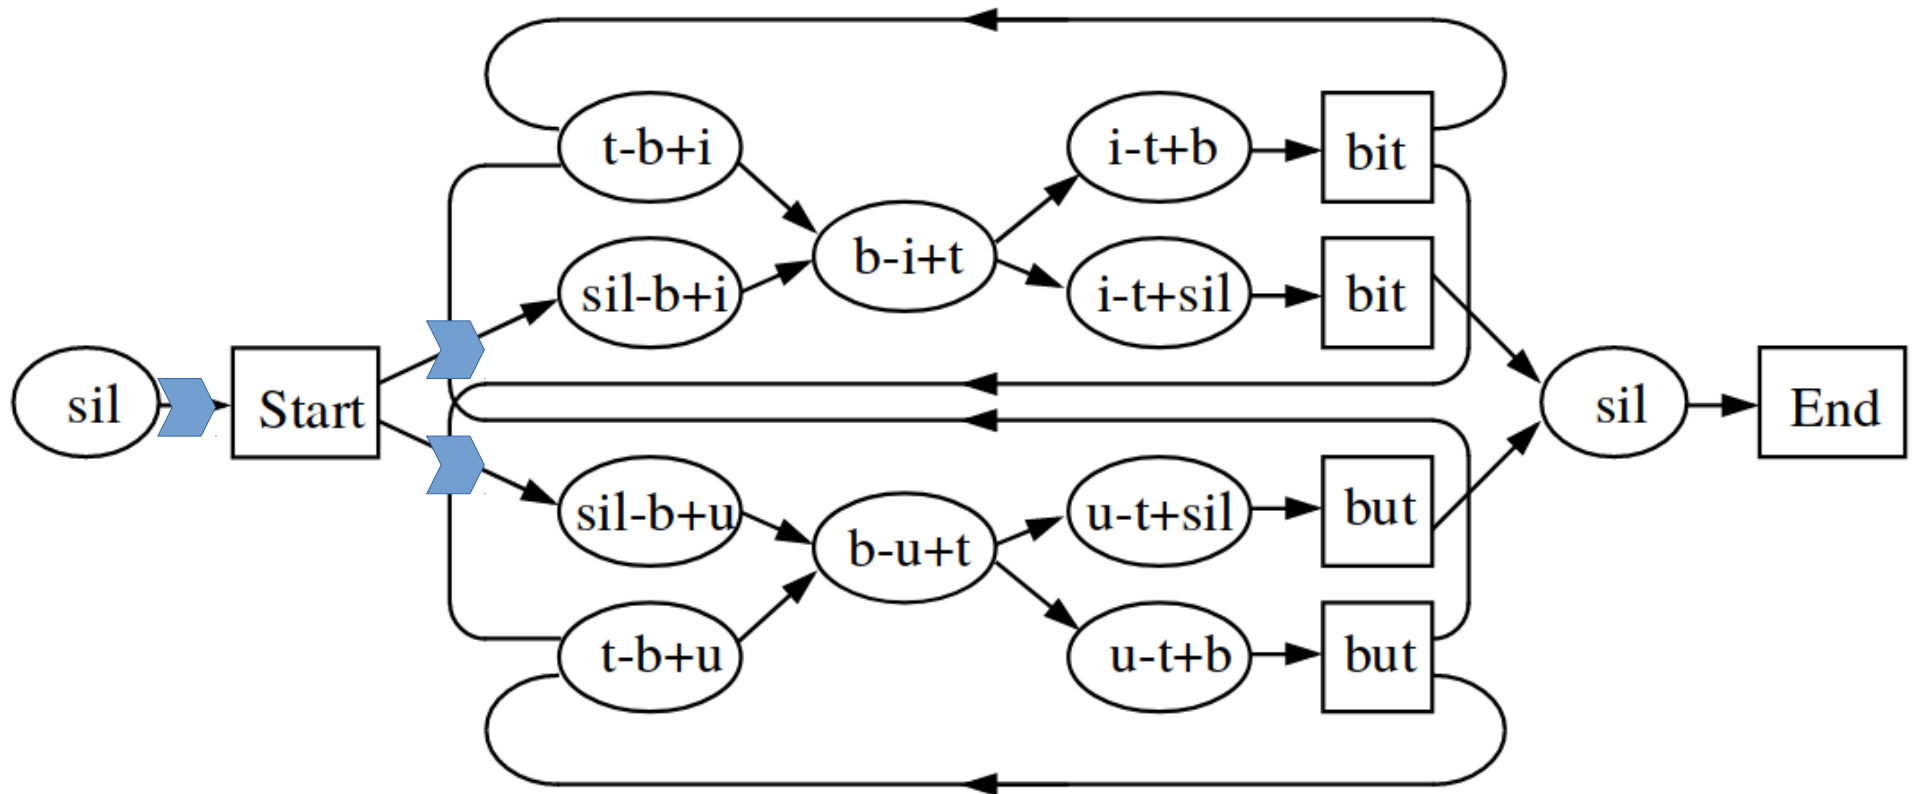 t-b+i
i-t+b
bit
sil-b+i
b-i+t
i-t+sil
bit
sil
Start
sil
End
sil-b+u
b-u+t
u-t+sil
but
t-b+u
u-t+b
but